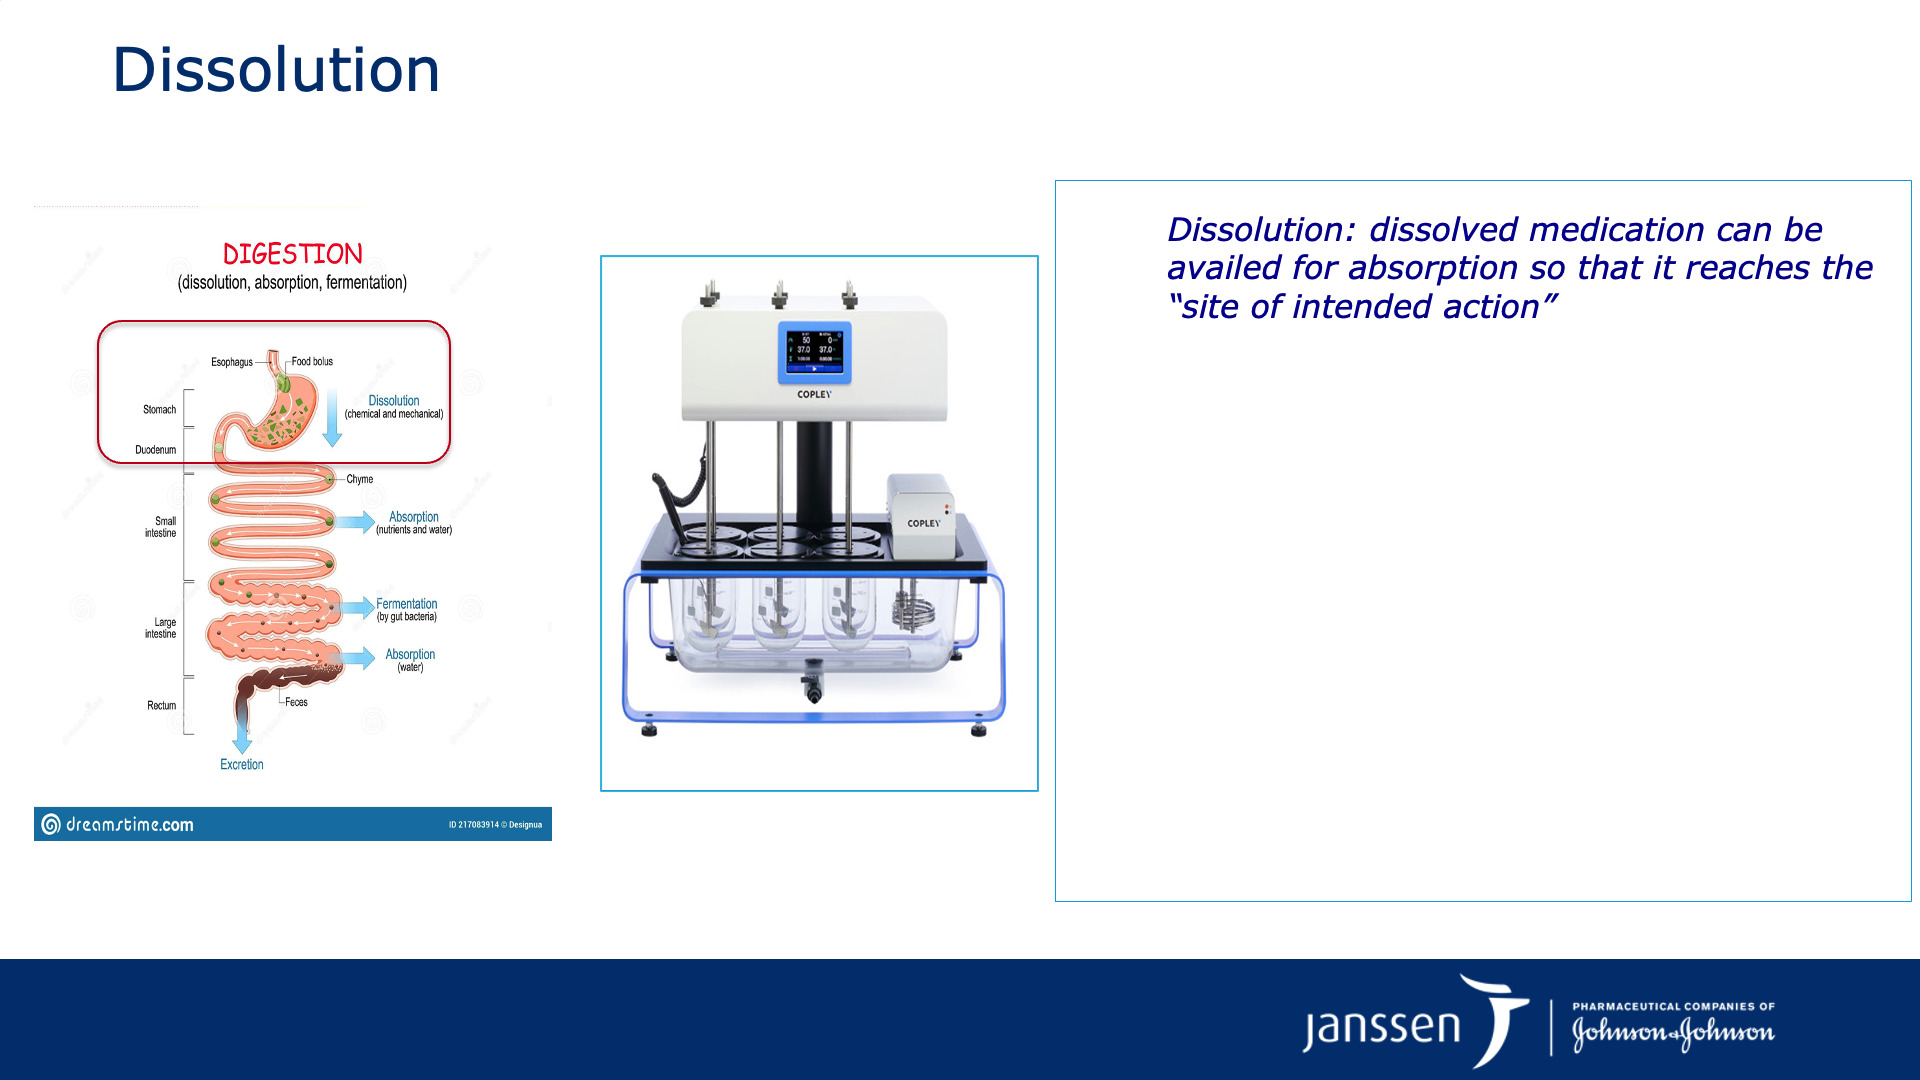 Dissolution
DIGESTION
(dissolution, absorption, fermentation)
Esophagus
Food bolus
Stomach
Dissolution
(chemical and mechanical)
Duodenum
Chyme
Small
intestine
Absorption
(nutrients and water)
Fermentation
(by gut bacteria)
Large
intestine
Absorption
(water)
Rectum
Feces
Excretion
dreamstime.com
ID 217083914 © Designua
50
0
37.0
37.0
COPLEY
COPLEY
Dissolution: dissolved medication can be
availed for absorption so that it reaches the
“site of intended action”
janssen
PHARMACEUTICAL COMPANIES OF
Johnson & Johnson